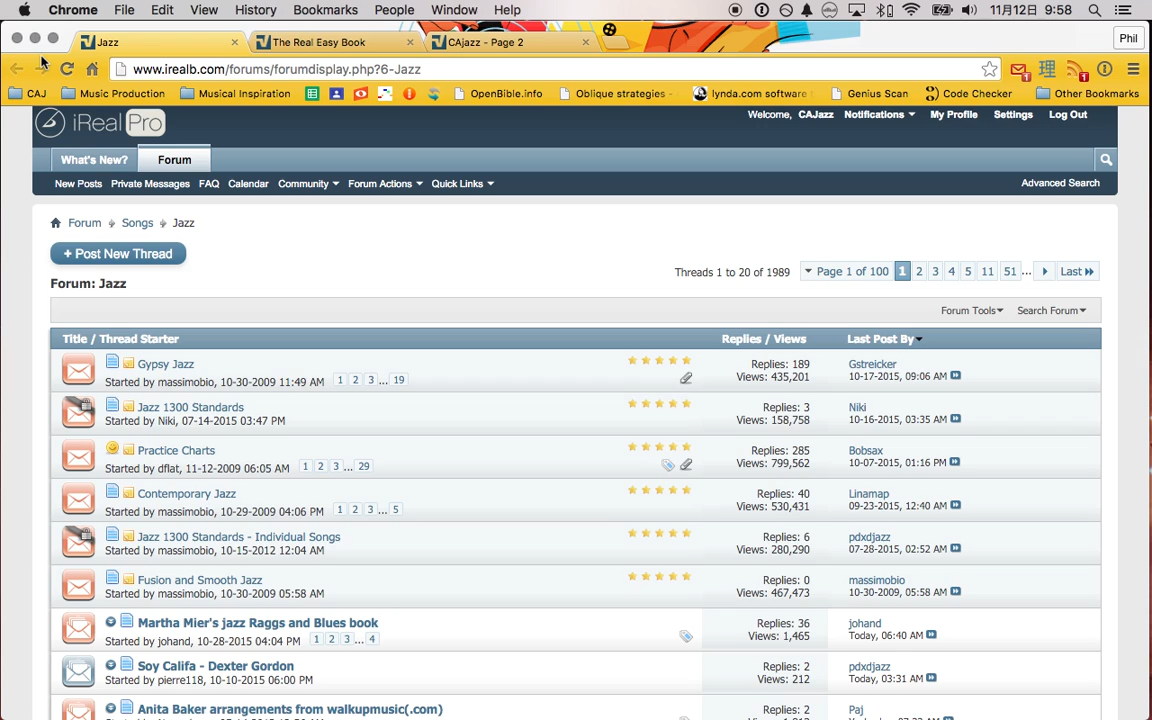 Chrome File Edit View History Bookmarks People Window Help 11月12日 9:58
Jazz The Real Easy Book CAjazz - Page 2 Phil
www.irealb.com/forums/forumdisplay.php?6-Jazz
CAJ Music Production Musical Inspiration OpenBible.info Oblique strategies - lynda.com software Genius Scan Code Checker Other Bookmarks
iReal Pro
Welcome, CAJazz Notifications My Profile Settings Log Out
What's New? Forum
New Posts Private Messages FAQ Calendar Community Forum Actions Quick Links Advanced Search
Forum Songs Jazz
+ Post New Thread
Threads 1 to 20 of 1989 Page 1 of 100 1 2 3 4 5 11 51 ... Last
Forum: Jazz
Forum Tools Search Forum
Title / Thread Starter Replies / Views Last Post By
Gypsy Jazz Replies: 189 Gstreicker
Started by massimobio, 10-30-2009 11:49 AM 1 2 3 ... 19 Views: 435,201 10-17-2015, 09:06 AM
Jazz 1300 Standards Replies: 3 Niki
Started by Niki, 07-14-2015 03:47 PM Views: 158,758 10-16-2015, 03:35 AM
Practice Charts Replies: 285 Bobsax
Started by dflat, 11-12-2009 06:05 AM 1 2 3 ... 29 Views: 799,562 10-07-2015, 01:16 PM
Contemporary Jazz Replies: 40 Linamap
Started by massimobio, 10-29-2009 04:06 PM 1 2 3 ... 5 Views: 530,431 09-23-2015, 12:40 AM
Jazz 1300 Standards - Individual Songs Replies: 6 pdxdjazz
Started by massimobio, 10-15-2012 12:04 AM Views: 280,290 07-28-2015, 02:52 AM
Fusion and Smooth Jazz Replies: 0 massimobio
Started by massimobio, 10-30-2009 05:58 AM Views: 467,473 10-30-2009, 05:58 AM
Martha Mier's jazz Raggs and Blues book Replies: 36 johand
Started by johand, 10-28-2015 04:04 PM 1 2 3 ... 4 Views: 1,465 Today, 06:40 AM
Soy Califa - Dexter Gordon Replies: 2 pdxdjazz
Started by pierre118, 10-10-2015 06:00 PM Views: 212 Today, 03:31 AM
Anita Baker arrangements from walkupmusic(.com) Replies: 2 Paj